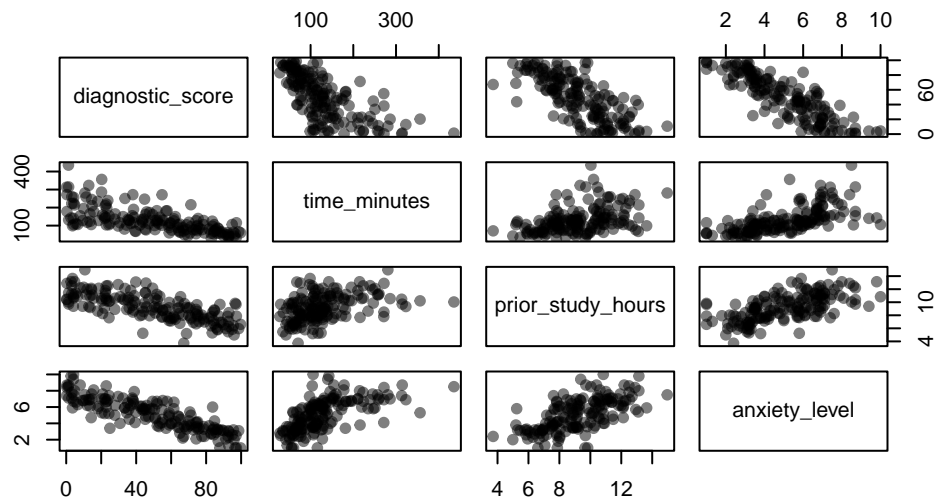 100 300
2 4 6 8 10
diagnostic_score
0 60
100 400
time_minutes
prior_study_hours
4 10
2 6
anxiety_level
0 40 80
4 6 8 12